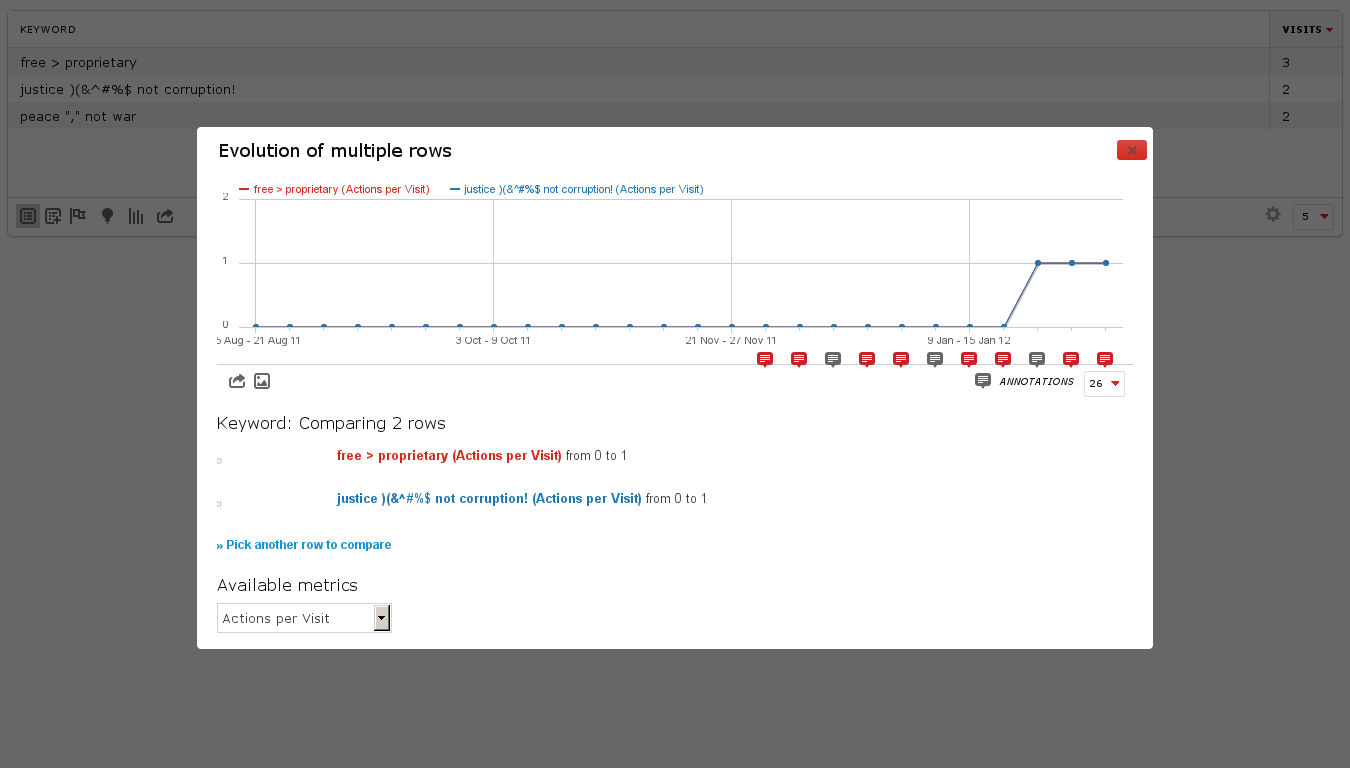 KEYWORD VISITS
free > proprietary 3
justice )(&^#%$ not corruption! 2
peace "," not war 2
Evolution of multiple rows
free > proprietary (Actions per Visit) justice )(&^#%$ not corruption! (Actions per Visit)
2
1
0
5 Aug - 21 Aug 11 3 Oct - 9 Oct 11 21 Nov - 27 Nov 11 9 Jan - 15 Jan 12
5
ANNOTATIONS 26
Keyword: Comparing 2 rows
free > proprietary (Actions per Visit) from 0 to 1
justice )(&^#%$ not corruption! (Actions per Visit) from 0 to 1
» Pick another row to compare
Available metrics
Actions per Visit